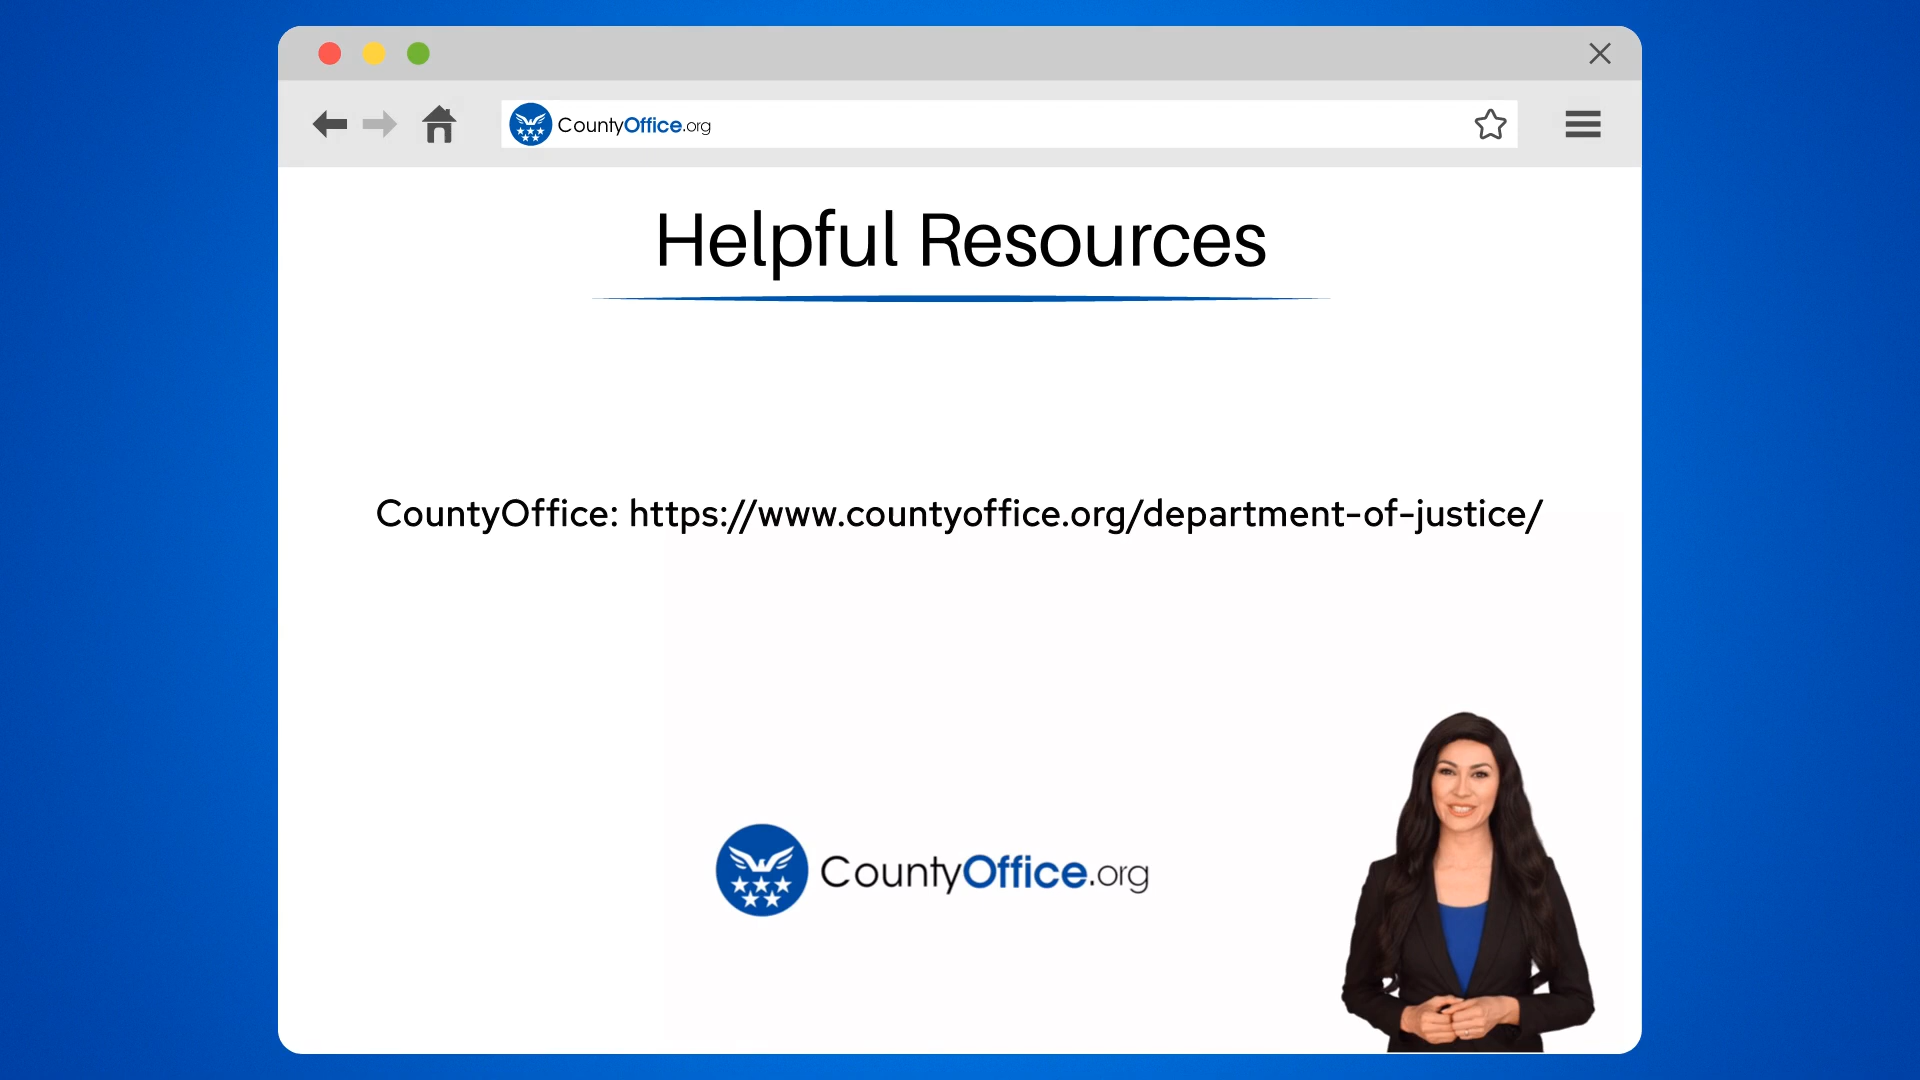 CountyOffice.org
Helpful Resources
CountyOffice: https://www.countyoffice.org/department-of-justice/
CountyOffice.org